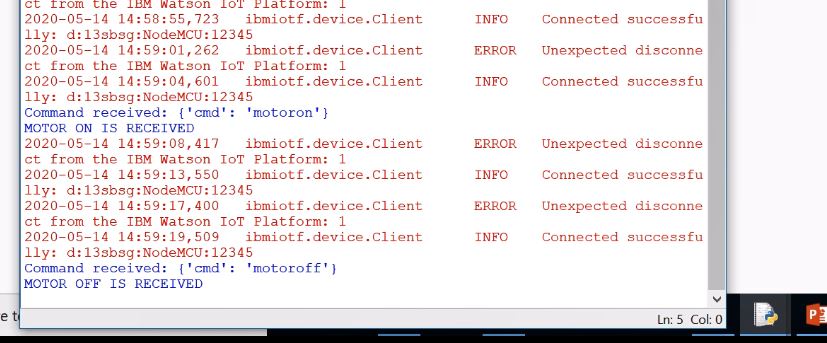 ct from the IBM Watson IoT Platform: 1
2020-05-14 14:58:55,723   ibmiotf.device.Client      INFO    Connected successfu
lly: d:l3sbsg:NodeMCU:12345
2020-05-14 14:59:01,262   ibmiotf.device.Client      ERROR   Unexpected disconne
ct from the IBM Watson IoT Platform: 1
2020-05-14 14:59:04,601   ibmiotf.device.Client      INFO    Connected successfu
lly: d:l3sbsg:NodeMCU:12345
Command received: {'cmd': 'motoron'}
MOTOR ON IS RECEIVED
2020-05-14 14:59:08,417   ibmiotf.device.Client      ERROR   Unexpected disconne
ct from the IBM Watson IoT Platform: 1
2020-05-14 14:59:13,550   ibmiotf.device.Client      INFO    Connected successfu
lly: d:l3sbsg:NodeMCU:12345
2020-05-14 14:59:17,400   ibmiotf.device.Client      ERROR   Unexpected disconne
ct from the IBM Watson IoT Platform: 1
2020-05-14 14:59:19,509   ibmiotf.device.Client      INFO    Connected successfu
lly: d:l3sbsg:NodeMCU:12345
Command received: {'cmd': 'motoroff'}
MOTOR OFF IS RECEIVED
Ln: 5 Col: 0